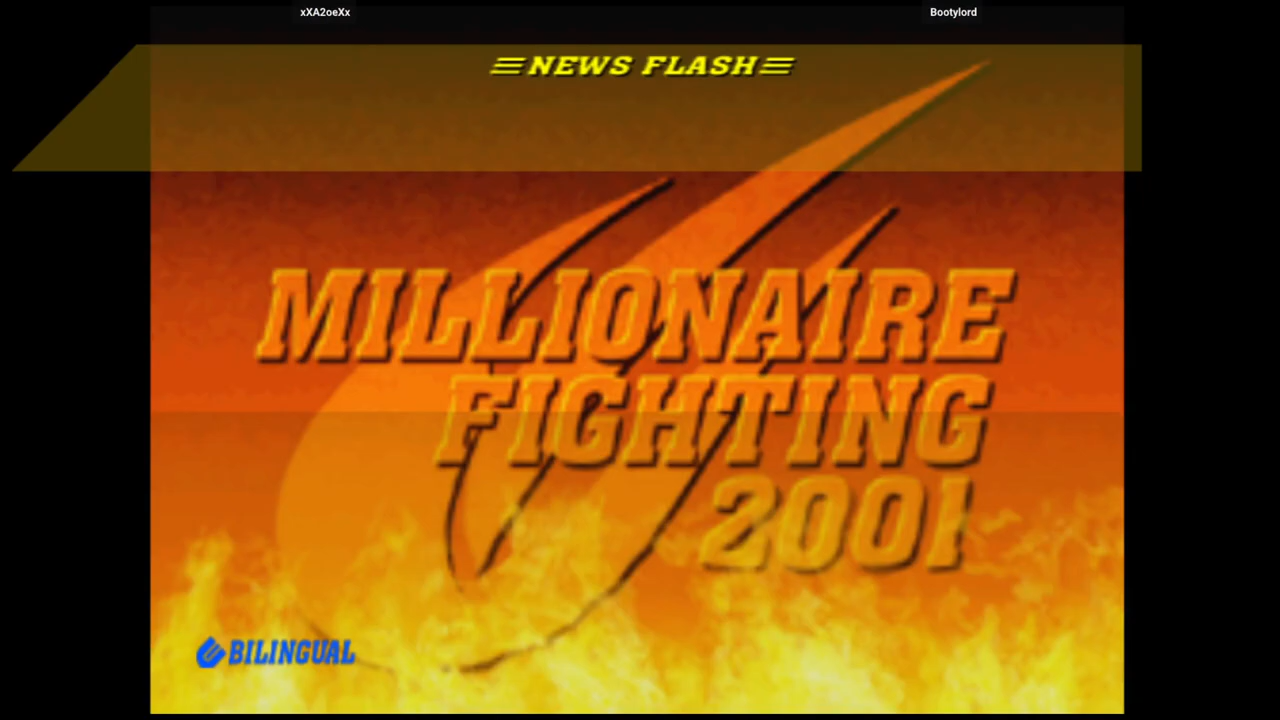 xXA2oeXx
Bootylord
NEWS FLASH
MILLIONAIRE
FIGHTING
2001
BILINGUAL